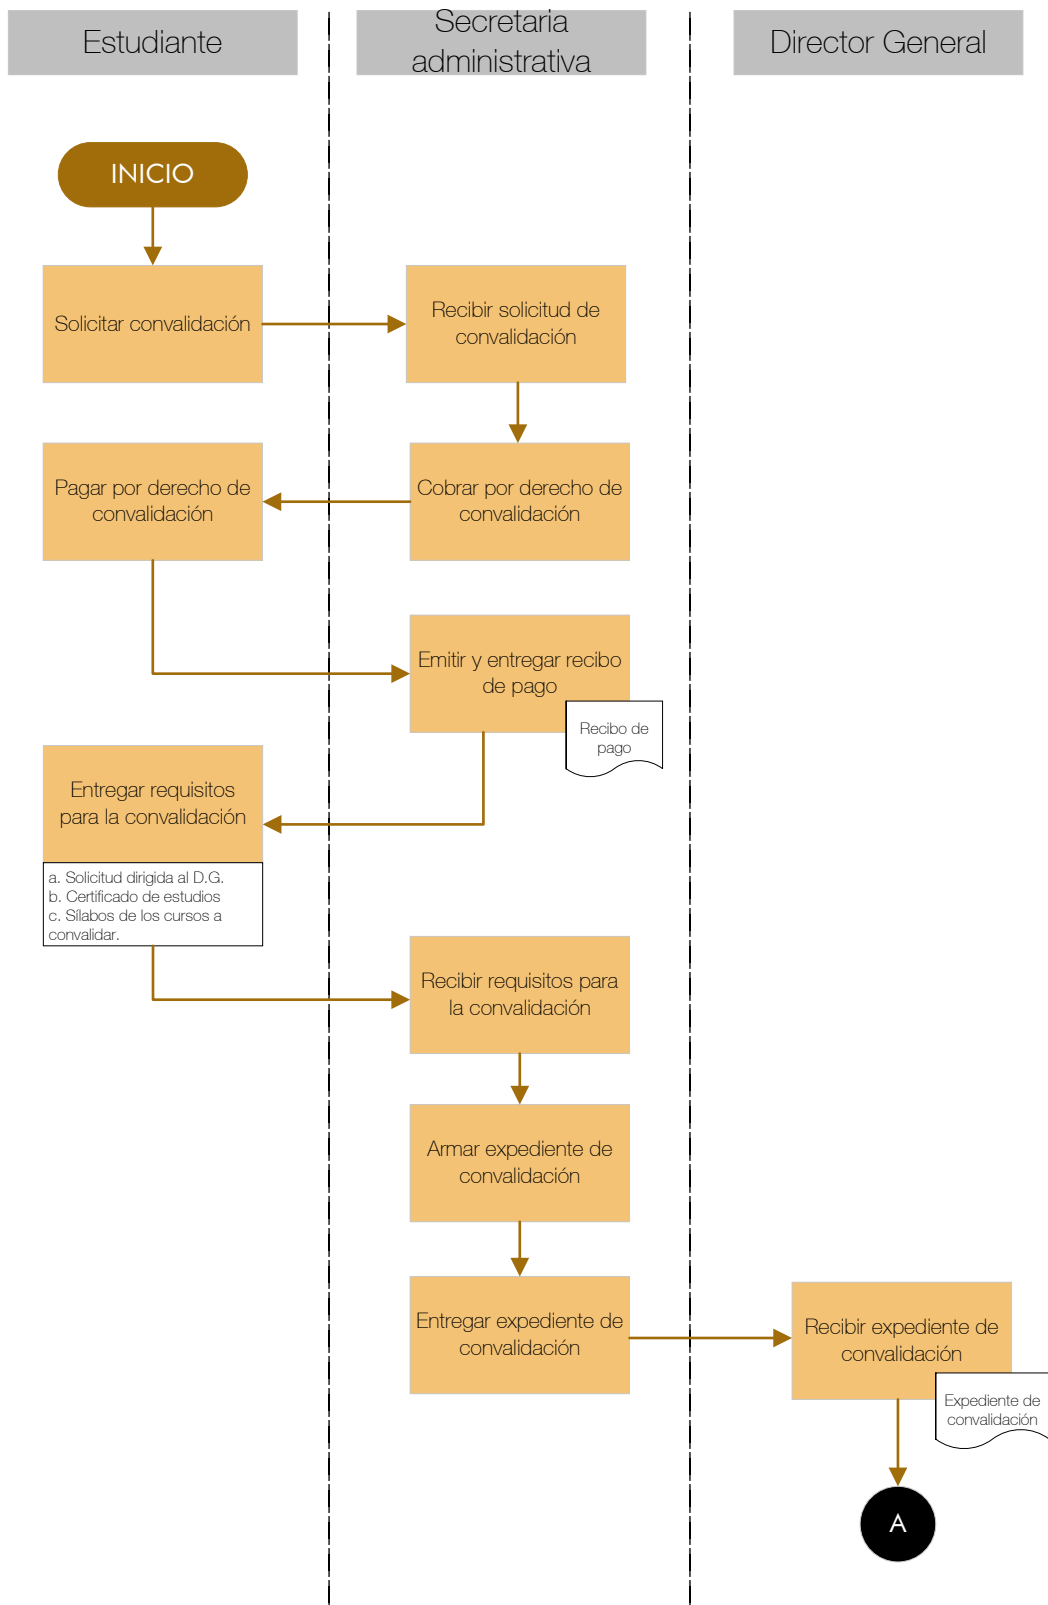 Estudiante
Secretaria
administrativa
Director General
INICIO
Solicitar convalidación
Recibir solicitud de
convalidación
Pagar por derecho de
convalidación
Cobrar por derecho de
convalidación
Emitir y entregar recibo
de pago
Recibo de
pago
Entregar requisitos
para la convalidación
a. Solicitud dirigida al D.G.
b. Certificado de estudios
c. Sílabos de los cursos a
convalidar.
Recibir requisitos para
la convalidación
Armar expediente de
convalidación
Entregar expediente de
convalidación
Recibir expediente de
convalidación
Expediente de
convalidación
A